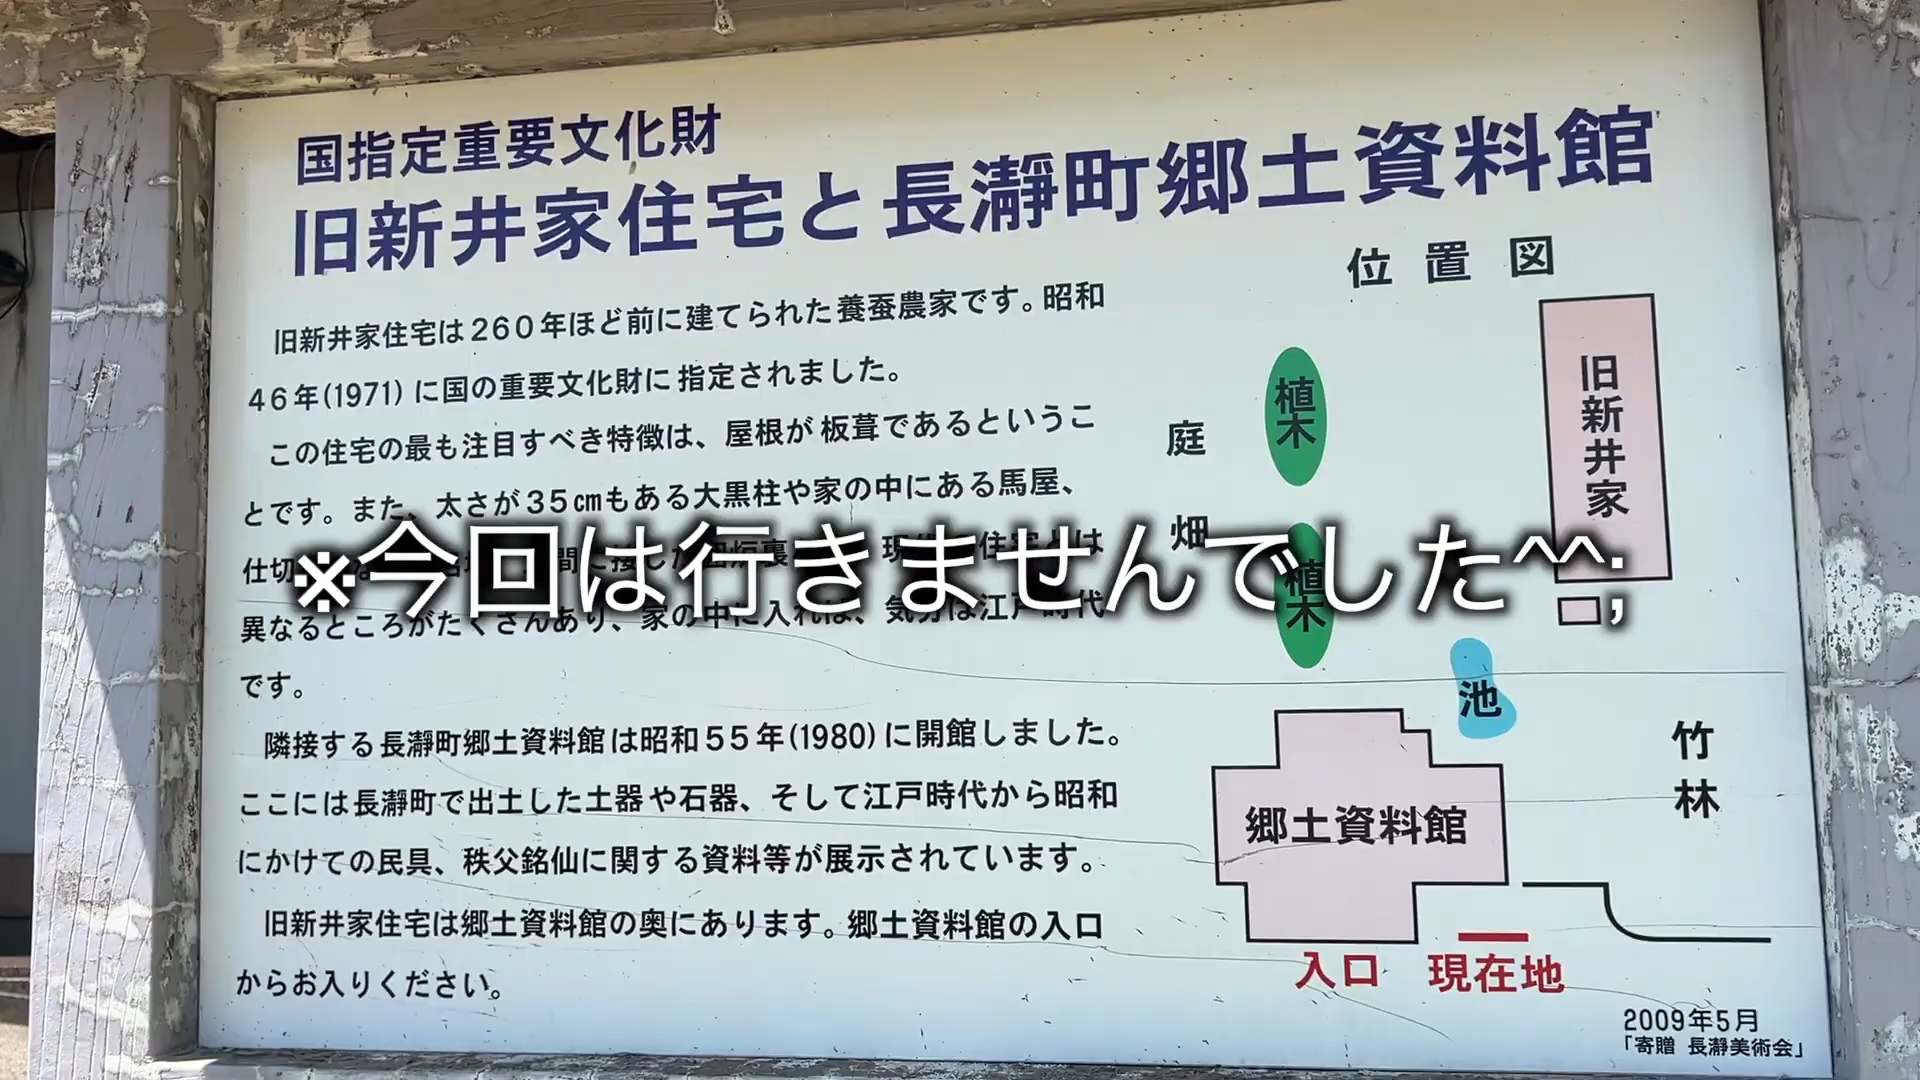 国指定重要文化財
旧新井家住宅と長瀞町郷土資料館
旧新井家住宅は260年ほど前に建てられた養蚕農家です。昭和
46年(1971)に国の重要文化財に指定されました。
この住宅の最も注目すべき特徴は、屋根が板葺であるというこ
とです。また、太さが35㎝もある大黒柱や家の中にある馬屋、
仕切
住宅とは
異なるところがたくさんあり、家の中に入れば、気分は江戸時代
です。
隣接する長瀞町郷土資料館は昭和55年(1980)に開館しました。
ここには長瀞町で出土した土器や石器、そして江戸時代から昭和
にかけての民具、秩父銘仙に関する資料等が展示されています。
旧新井家住宅は郷土資料館の奥にあります。郷土資料館の入口
からお入りください。
※今回は行きませんでした^^;
位置図
旧新井家
植木
庭
畑
植木
池
竹林
郷土資料館
入口 現在地
2009年5月
「寄贈 長瀞美術会」